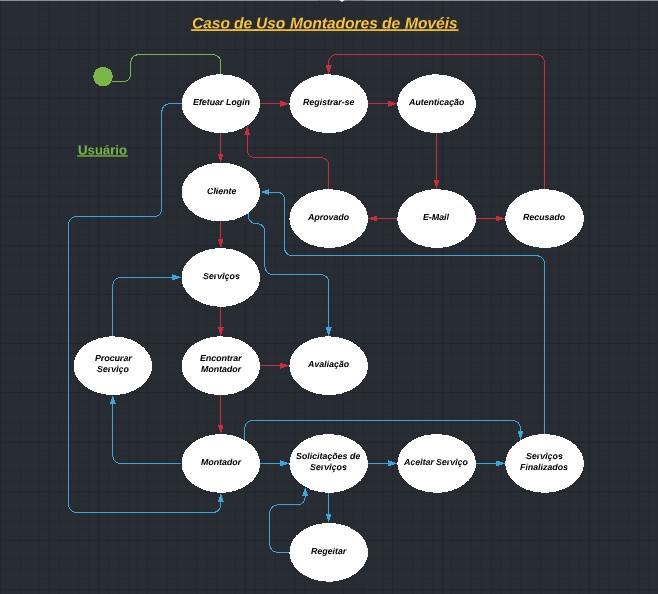 Caso de Uso Montadores de Movéis
Efetuar Login
Registrar-se
Autenticação
Usuário
Cliente
Aprovado
E-Mail
Recusado
Serviços
Procurar
Serviço
Encontrar
Montador
Avaliação
Montador
Solicitações de
Serviços
Aceitar Serviço
Serviços
Finalizados
Regeitar